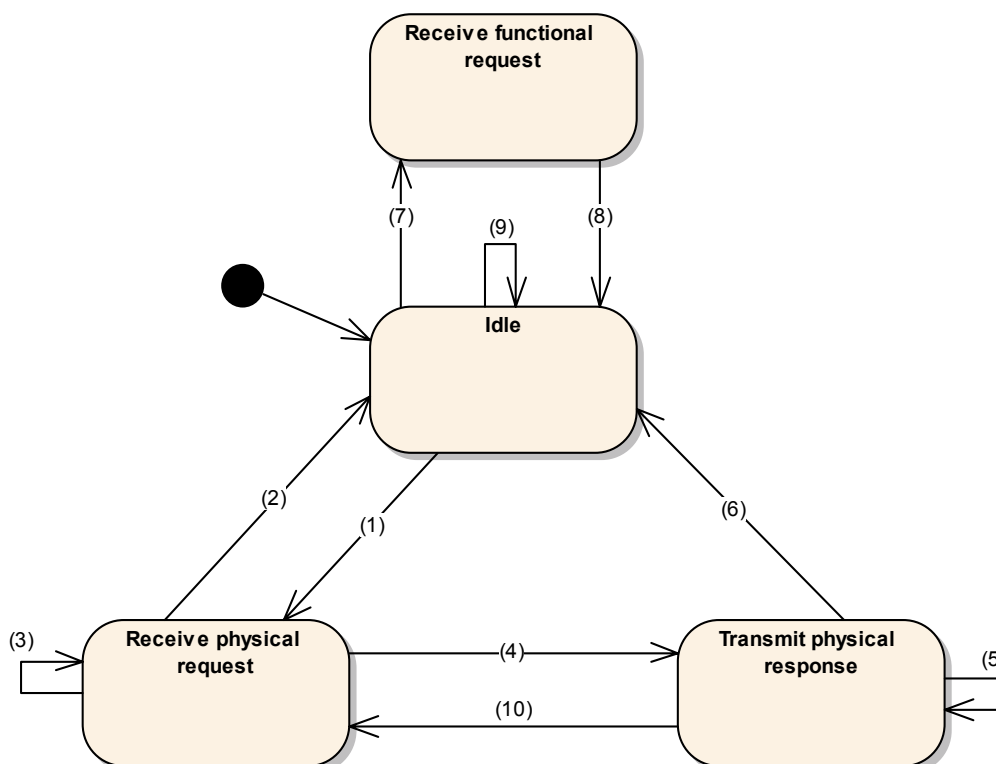 Receive functional
request
(7)
(8)
(9)
Idle
(2)
(1)
(6)
(3)
Receive physical
request
(4)
(10)
Transmit physical
response
(5